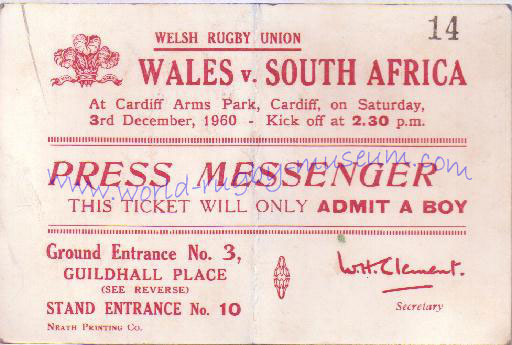 14
WELSH RUGBY UNION
WALES v. SOUTH AFRICA
At Cardiff Arms Park, Cardiff, on Saturday,
3rd December, 1960 - Kick off at 2.30 p.m.
PRESS MESSENGER
www.world-rugby-museum.com
THIS TICKET WILL ONLY ADMIT A BOY
Ground Entrance No. 3,
GUILDHALL PLACE
(SEE REVERSE)
STAND ENTRANCE No. 10
Neath Printing Co.
W.H.Clement.
Secretary